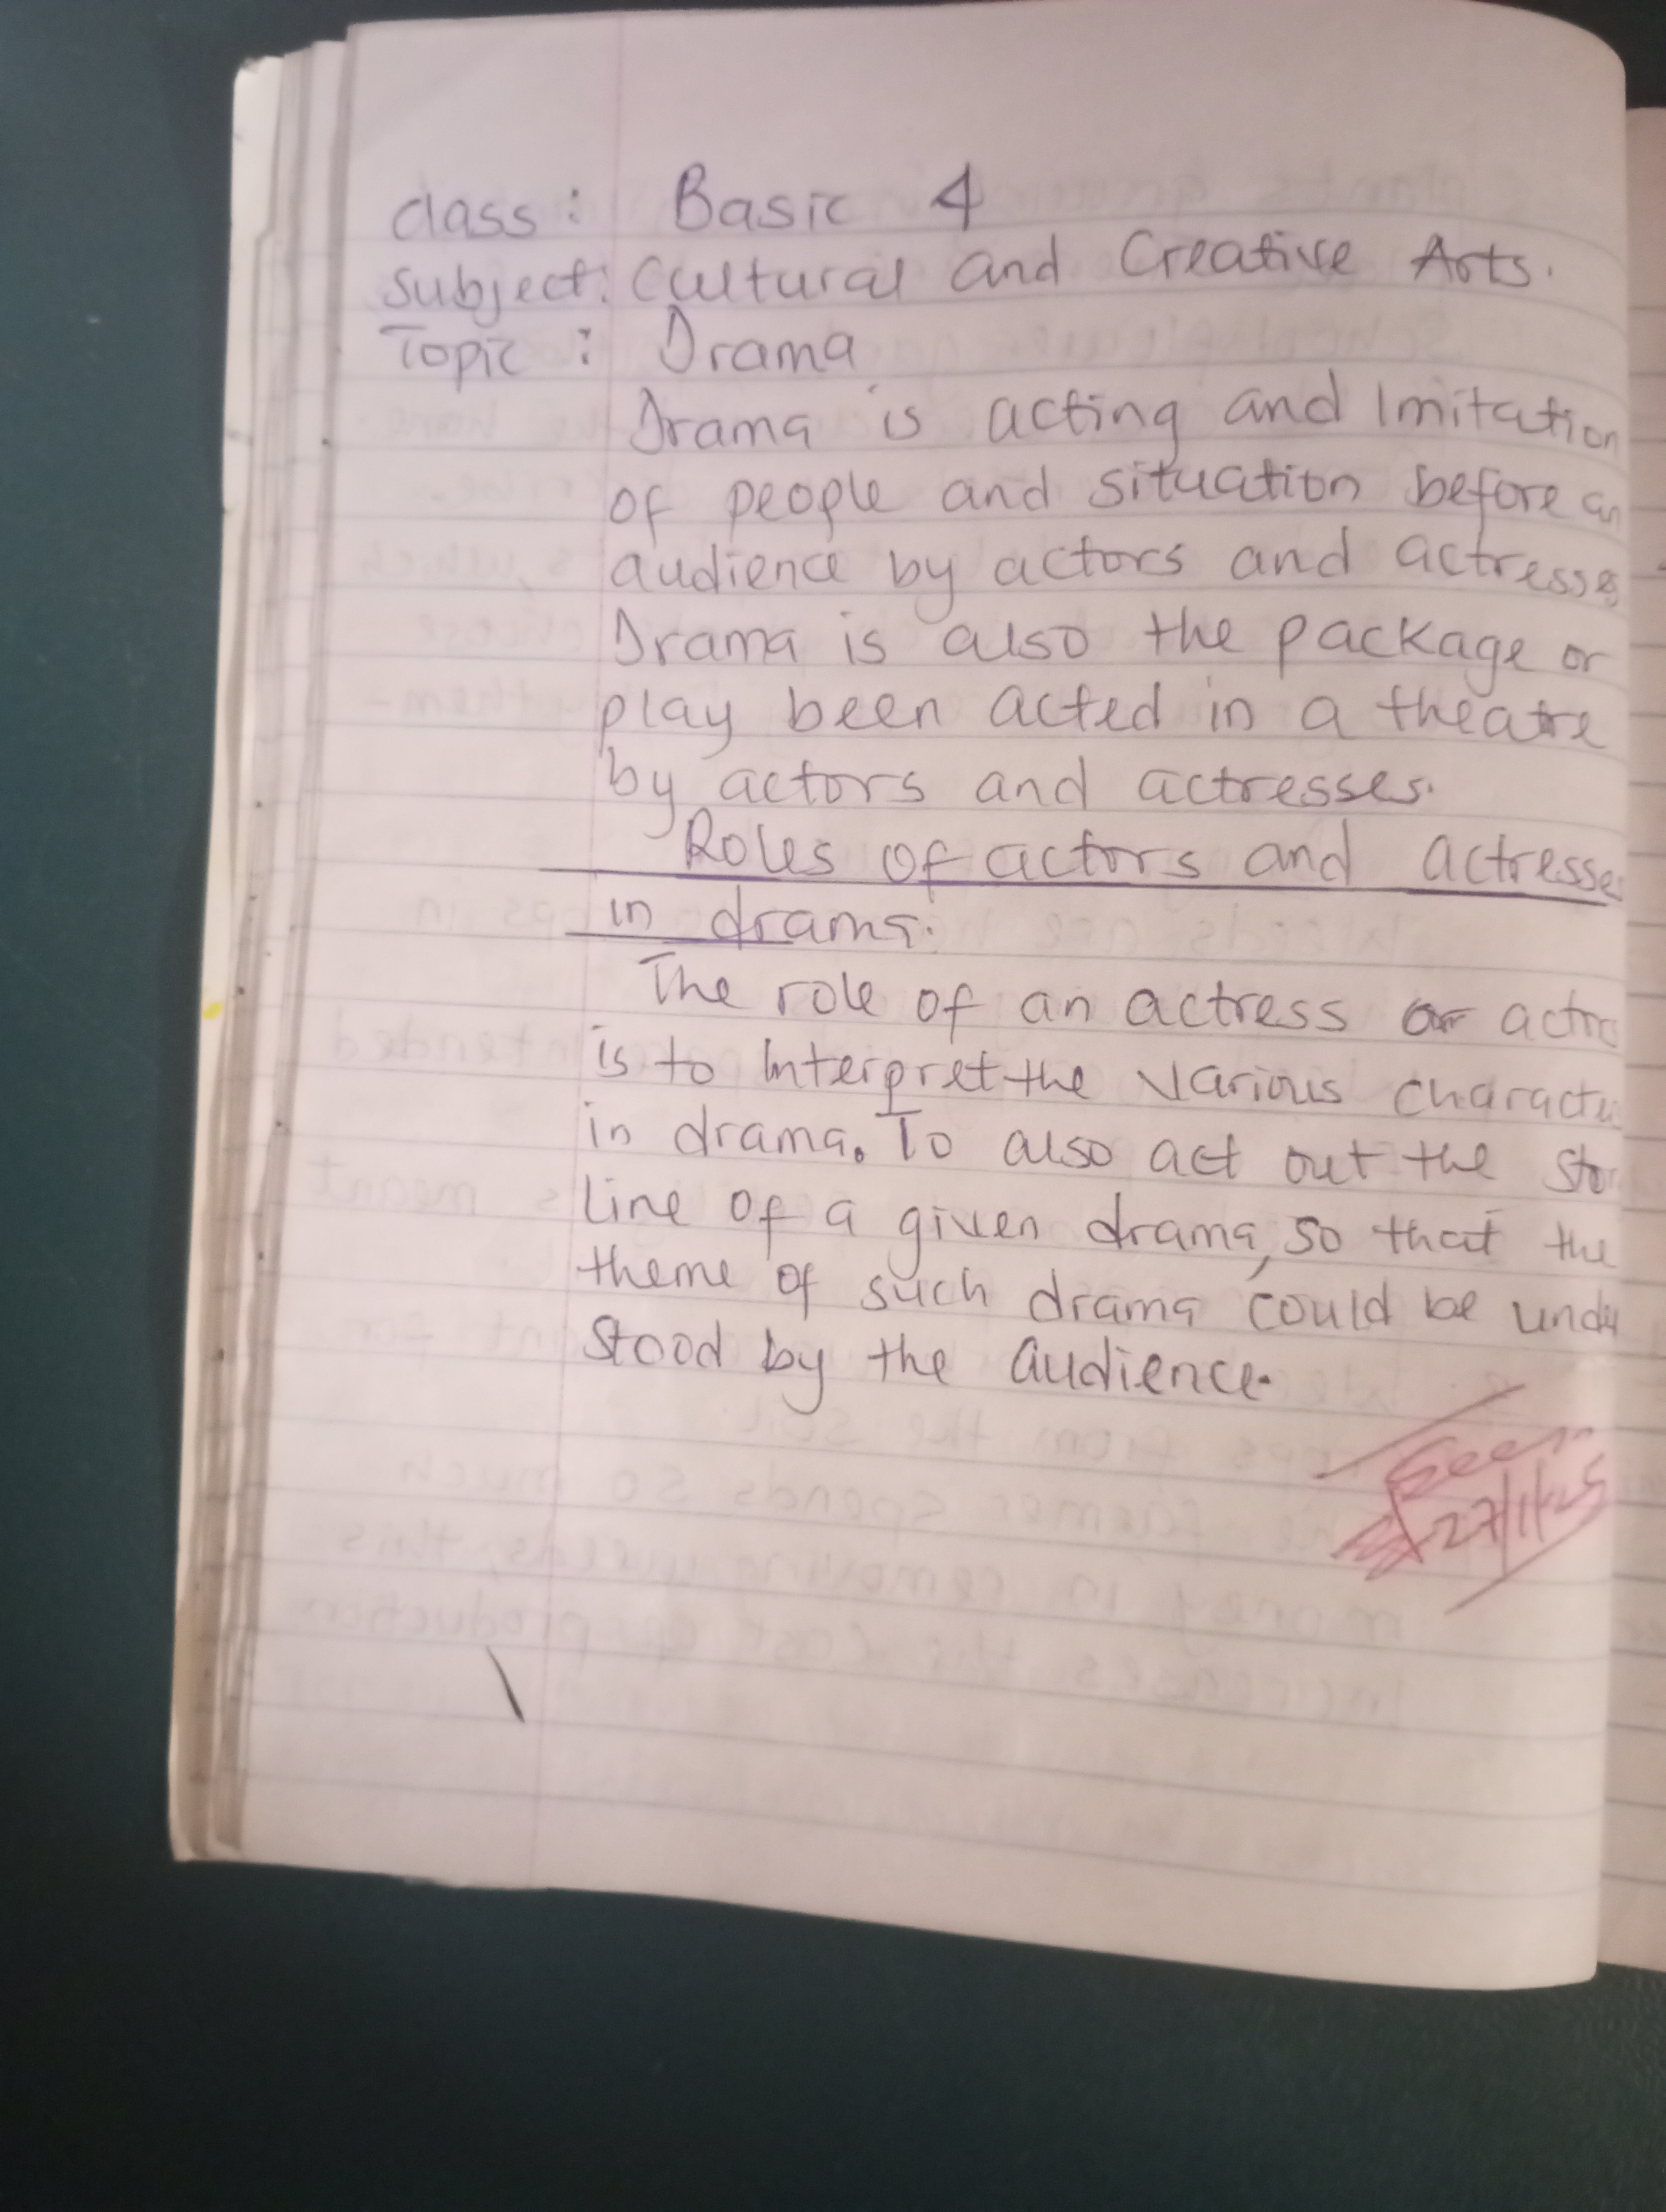 class : Basic 4
Subject: Cultural and Creative Arts.
Topic : Drama
Drama is acting and Imitation
of people and situation before an
audience by actors and actresses
Drama is also the package or
play been acted in a theatre
by actors and actresses.
Roles of actors and actresses
in drama.
The role of an actress or
is to Interpret the various
in drama. To also act out the
line of a given drama, so that the
theme of such drama could be
stood by the audience.
Seen
27/1/25